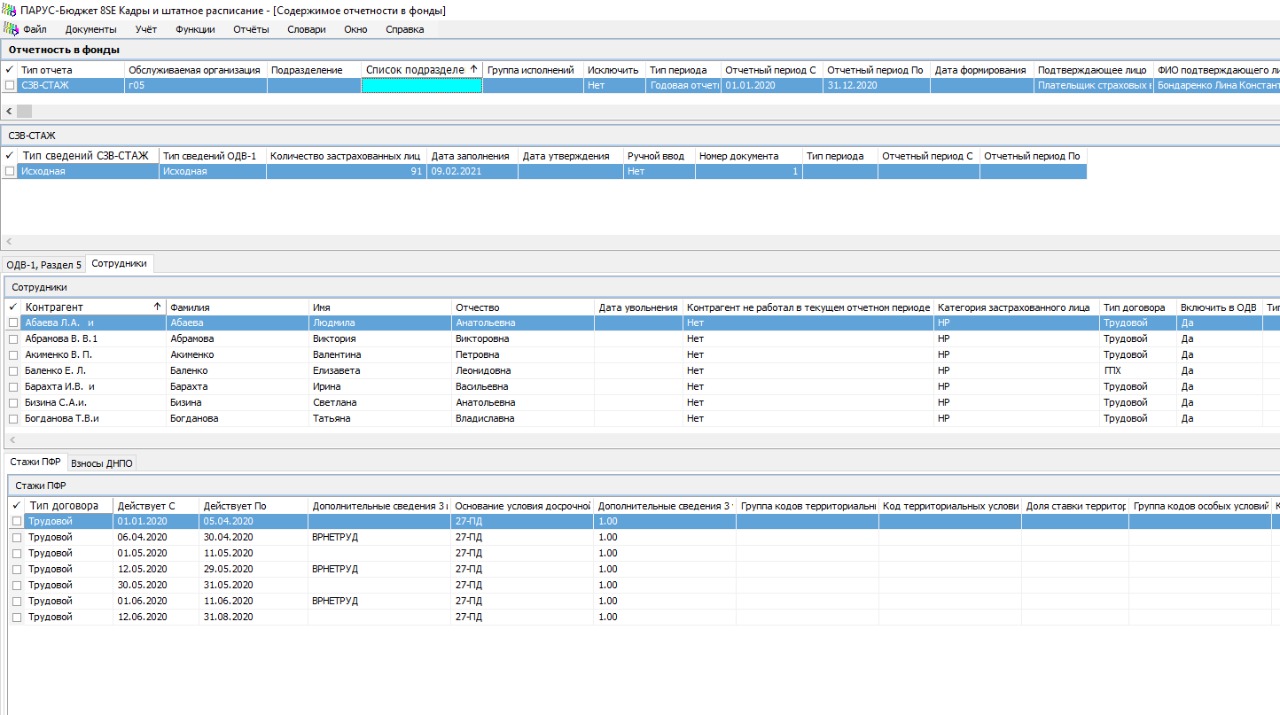 ПАРУС-Бюджет 8SE Кадры и штатное расписание - [Содержимое отчетности в фонды]
Файл Документы Учёт Функции Отчёты Словари Окно Справка
Отчетность в фонды
Тип отчета Обслуживаемая организация Подразделение Список подразделе Группа исполнений Исключить Тип периода Отчетный период С Отчетный период По Дата формирования Подтверждающее лицо ФИО подтверждающего ли
СЗВ-СТАЖ г05 Нет Годовая отчет 01.01.2020 31.12.2020 Плательщик страховых Бондаренко Лина Констант
СЗВ-СТАЖ
Тип сведений СЗВ-СТАЖ Тип сведений ОДВ-1 Количество застрахованных лиц Дата заполнения Дата утверждения Ручной ввод Номер документа Тип периода Отчетный период С Отчетный период По
Исходная Исходная 91 09.02.2021 Нет 1
ОДВ-1, Раздел 5 Сотрудники
Сотрудники
Контрагент Фамилия Имя Отчество Дата увольнения Контрагент не работал в текущем отчетном периоде Категория застрахованного лица Тип договора Включить в ОДВ Тип
Абаева Л.А. и Абаева Людмила Анатольевна Нет НР Трудовой Да
Абрамова В. В.1 Абрамова Виктория Викторовна Нет НР Трудовой Да
Акименко В. П. Акименко Валентина Петровна Нет НР Трудовой Да
Баленко Е. Л. Баленко Елизавета Леонидовна Нет НР ГПХ Да
Барахта И.В. и Барахта Ирина Васильевна Нет НР Трудовой Да
Бизина С.А.и. Бизина Светлана Анатольевна Нет НР Трудовой Да
Богданова Т.В.и Богданова Татьяна Владиславна Нет НР Трудовой Да
Стажи ПФР Взносы ДНПО
Стажи ПФР
Тип договора Действует С Действует По Дополнительные сведения 3 Основание условия досрочной Дополнительные сведения 3 Группа кодов территориальн Код территориальных услови Доля ставки территор Группа кодов особых условий К
Трудовой 01.01.2020 05.04.2020 27-ПД 1.00
Трудовой 06.04.2020 30.04.2020 ВРНЕТРУД 27-ПД 1.00
Трудовой 01.05.2020 11.05.2020 27-ПД 1.00
Трудовой 12.05.2020 29.05.2020 ВРНЕТРУД 27-ПД 1.00
Трудовой 30.05.2020 31.05.2020 27-ПД 1.00
Трудовой 01.06.2020 11.06.2020 ВРНЕТРУД 27-ПД 1.00
Трудовой 12.06.2020 31.08.2020 27-ПД 1.00